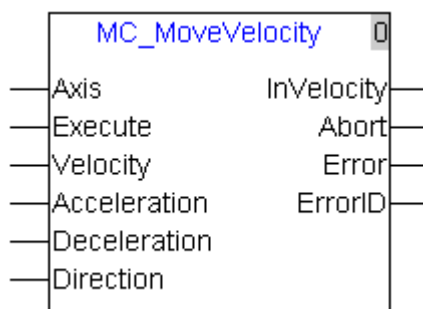 MC_MoveVelocity 0
Axis InVelocity
Execute Abort
Velocity Error
Acceleration ErrorID
Deceleration
Direction